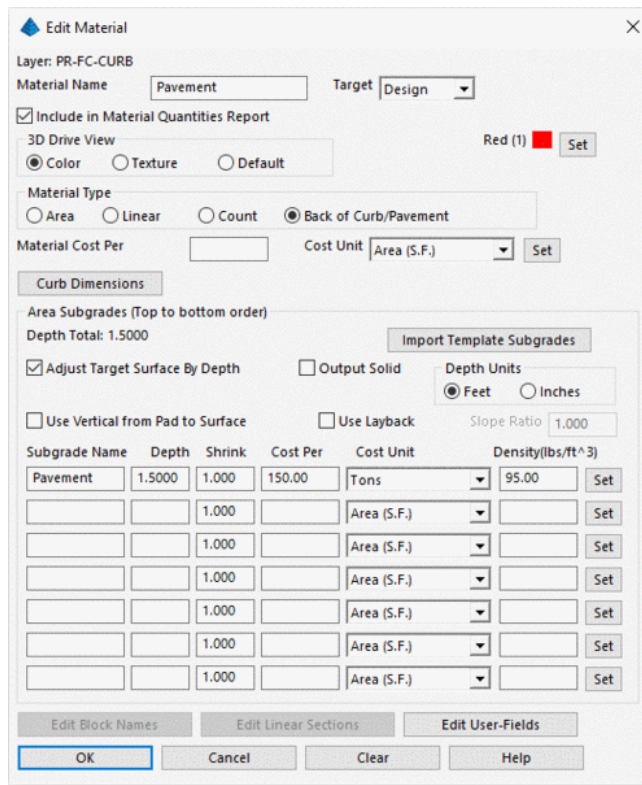 Edit Material
Layer: PR-FC-CURB
Material Name Pavement Target Design
Include in Material Quantities Report
3D Drive View Red (1) Set
Color Texture Default
Material Type
Area Linear Count Back of Curb/Pavement
Material Cost Per Cost Unit Area (S.F.) Set
Curb Dimensions
Area Subgrades (Top to bottom order)
Depth Total: 1.5000 Import Template Subgrades
Adjust Target Surface By Depth Output Solid Depth Units
Feet Inches
Use Vertical from Pad to Surface Use Layback Slope Ratio 1.000
Subgrade Name Depth Shrink Cost Per Cost Unit Density(lbs/ft^3)
Pavement 1.5000 1.000 150.00 Tons 95.00 Set
1.000 Area (S.F.) Set
1.000 Area (S.F.) Set
1.000 Area (S.F.) Set
1.000 Area (S.F.) Set
1.000 Area (S.F.) Set
1.000 Area (S.F.) Set
Edit Block Names Edit Linear Sections Edit User-Fields
OK Cancel Clear Help